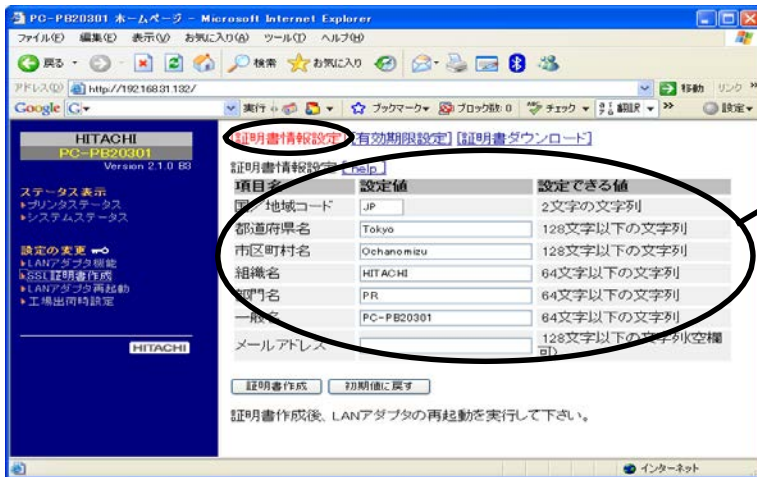 PC-PB20301 ホームページ - Microsoft Internet Explorer
ファイル(F) 編集(E) 表示(V) お気に入り(A) ツール(T) ヘルプ(H)
戻る 検索 お気に入り
アドレス(D) http://192.168.31.132/ 移動 リンク »
Google G 実行 ブックマーク ブロック数: 0 チェック 翻訳 » 設定
HITACHI
PC-PB20301
Version 2.1.0 B3
ステータス表示
プリンタステータス
システムステータス
設定の変更
LANアダプタ機能
SSL証明書作成
LANアダプタ再起動
工場出荷時設定
HITACHI
[証明書情報設定] [有効期限設定] [証明書ダウンロード]
証明書情報設定 [help]
項目名 設定値 設定できる値
国／地域コード JP 2文字の文字列
都道府県名 Tokyo 128文字以下の文字列
市区町村名 Ochanomizu 128文字以下の文字列
組織名 HITACHI 64文字以下の文字列
部門名 PR 64文字以下の文字列
一般名 PC-PB20301 64文字以下の文字列
メールアドレス 128文字以下の文字列(空欄
可)
証明書作成 初期値に戻す
証明書作成後、LANアダプタの再起動を実行して下さい。
インターネット